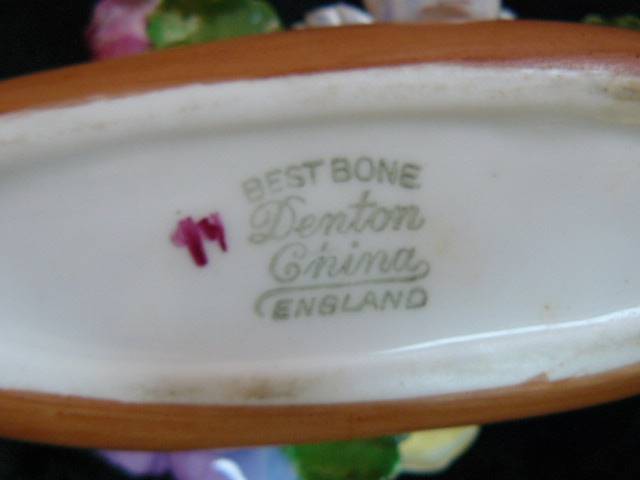 BEST BONE
Denton
China
ENGLAND